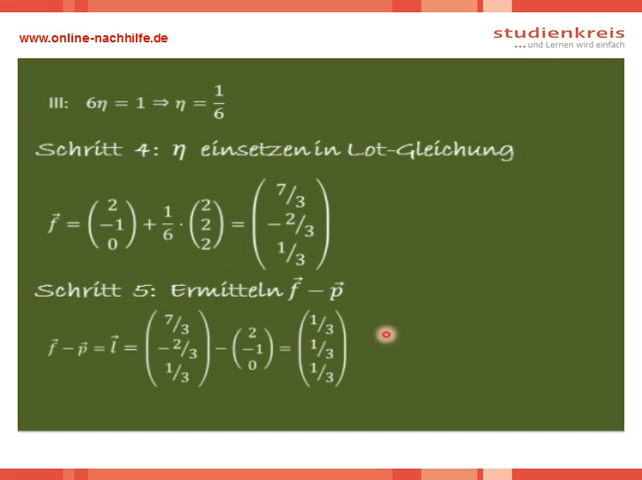 www.online-nachhilfe.de
studienkreis
...und Lernen wird einfach
III: 6η = 1 ⇒ η = 1/6
Schritt 4: η einsetzen in Lot-Gleichung
f⃗ = (2 −1 0) + 1/6 · (2 2 2) = (7/3 −2/3 1/3)
Schritt 5: Ermitteln f⃗ − p⃗
f⃗ − p⃗ = l⃗ = (7/3 −2/3 1/3) − (2 −1 0) = (1/3 1/3 1/3)